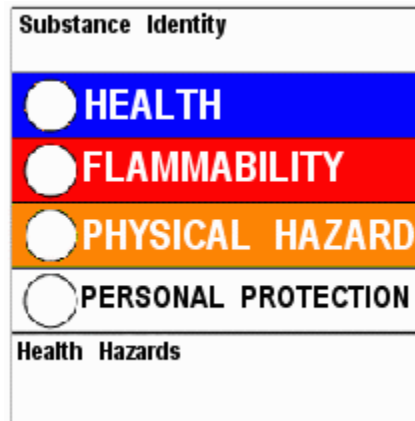 Substance Identity
HEALTH
FLAMMABILITY
PHYSICAL HAZARD
PERSONAL PROTECTION
Health Hazards